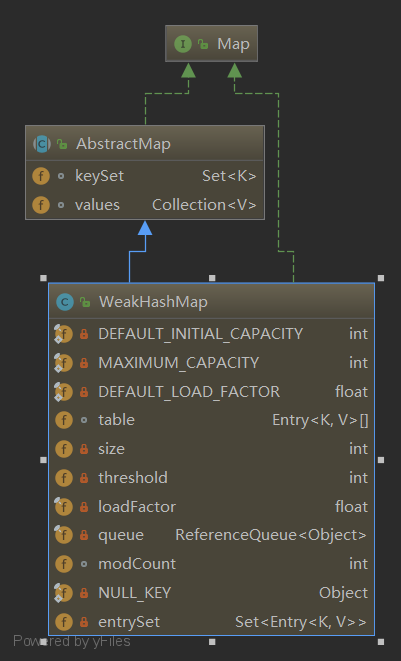 I Map
C AbstractMap
f keySet Set<K>
f values Collection<V>
C WeakHashMap
f DEFAULT_INITIAL_CAPACITY int
f MAXIMUM_CAPACITY int
f DEFAULT_LOAD_FACTOR float
f table Entry<K, V>[]
f size int
f threshold int
f loadFactor float
f queue ReferenceQueue<Object>
f modCount int
f NULL_KEY Object
f entrySet Set<Entry<K, V>>
Powered by yFiles